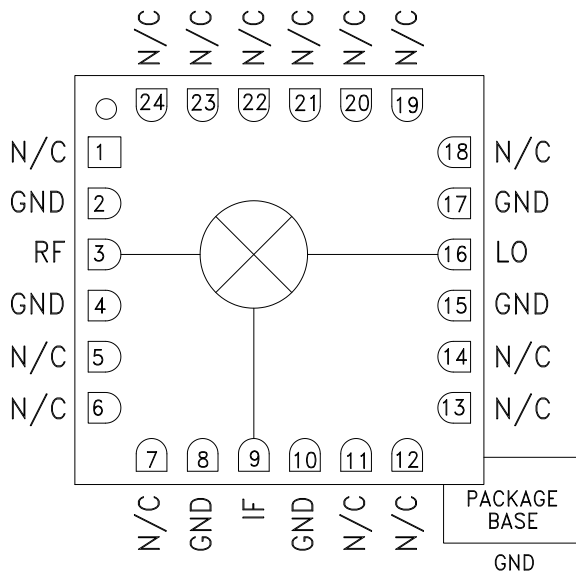 N/C N/C N/C N/C N/C N/C
24 23 22 21 20 19
N/C 1 18 N/C
GND 2 17 GND
RF 3 16 LO
GND 4 15 GND
N/C 5 14 N/C
N/C 6 13 N/C
7 8 9 10 11 12
N/C GND IF GND N/C N/C
PACKAGE
BASE
GND